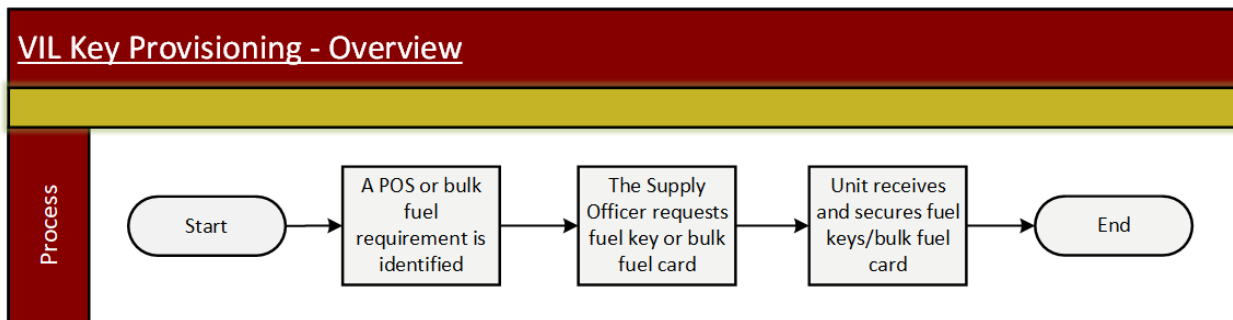 VIL Key Provisioning - Overview
Process
Start
A POS or bulk
fuel
requirement is
identified
The Supply
Officer requests
fuel key or bulk
fuel card
Unit receives
and secures fuel
keys/bulk fuel
card
End